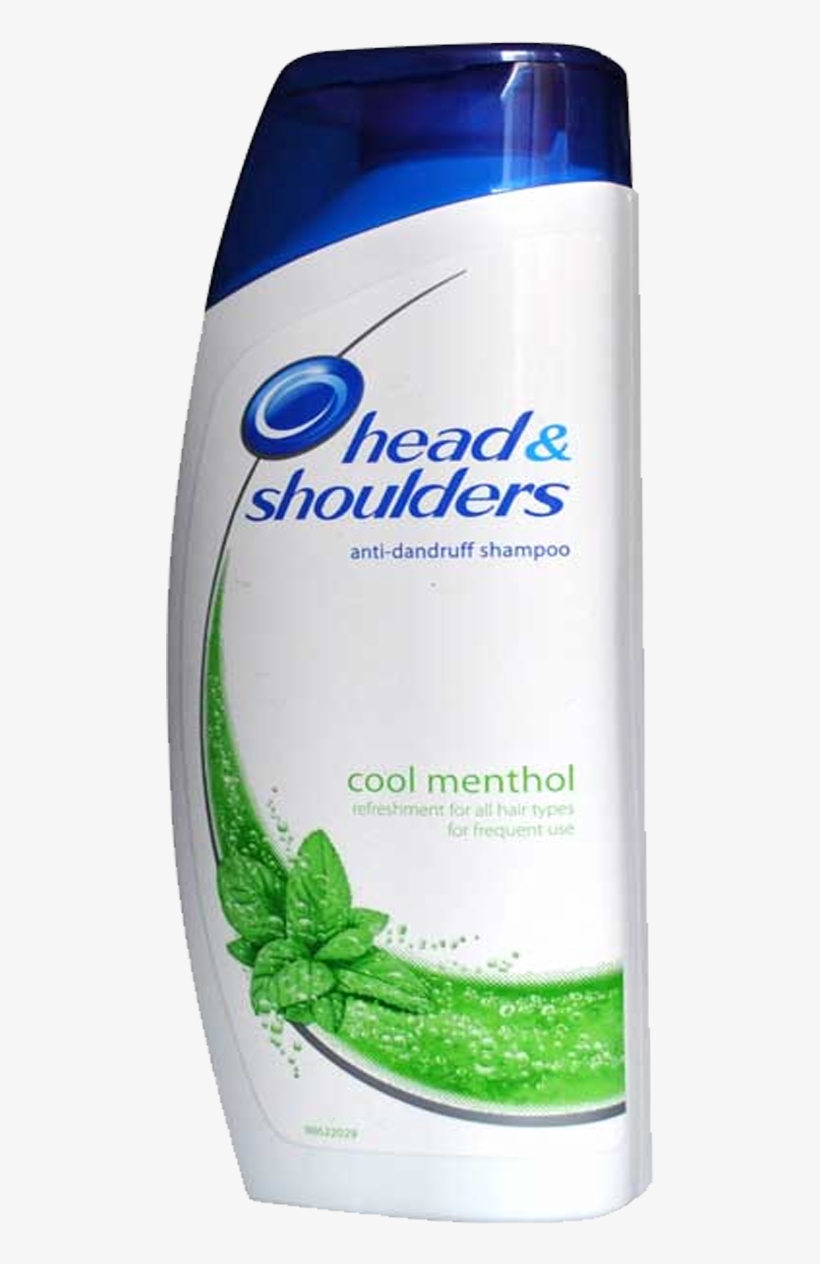 head &
shoulders
anti-dandruff shampoo
cool menthol
refreshment for all hair types
for frequent use